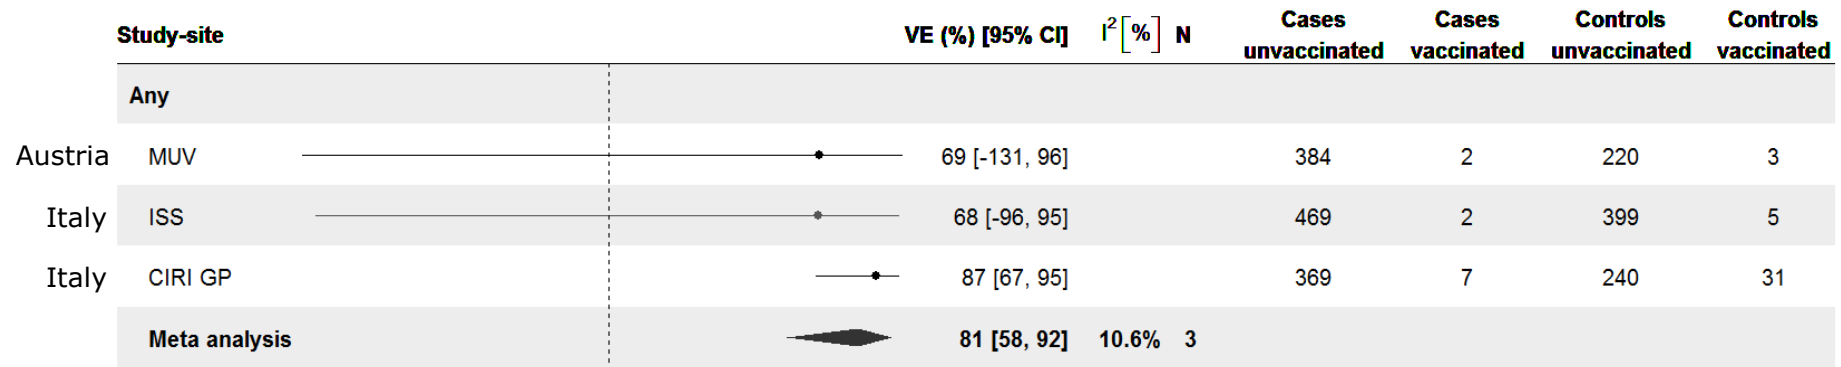 Study-site VE (%) [95% CI] I²[%] N Cases unvaccinated Cases vaccinated Controls unvaccinated Controls vaccinated
Any
Austria MUV 69 [-131, 96] 384 2 220 3
Italy ISS 68 [-96, 95] 469 2 399 5
Italy CIRI GP 87 [67, 95] 369 7 240 31
Meta analysis 81 [58, 92] 10.6% 3